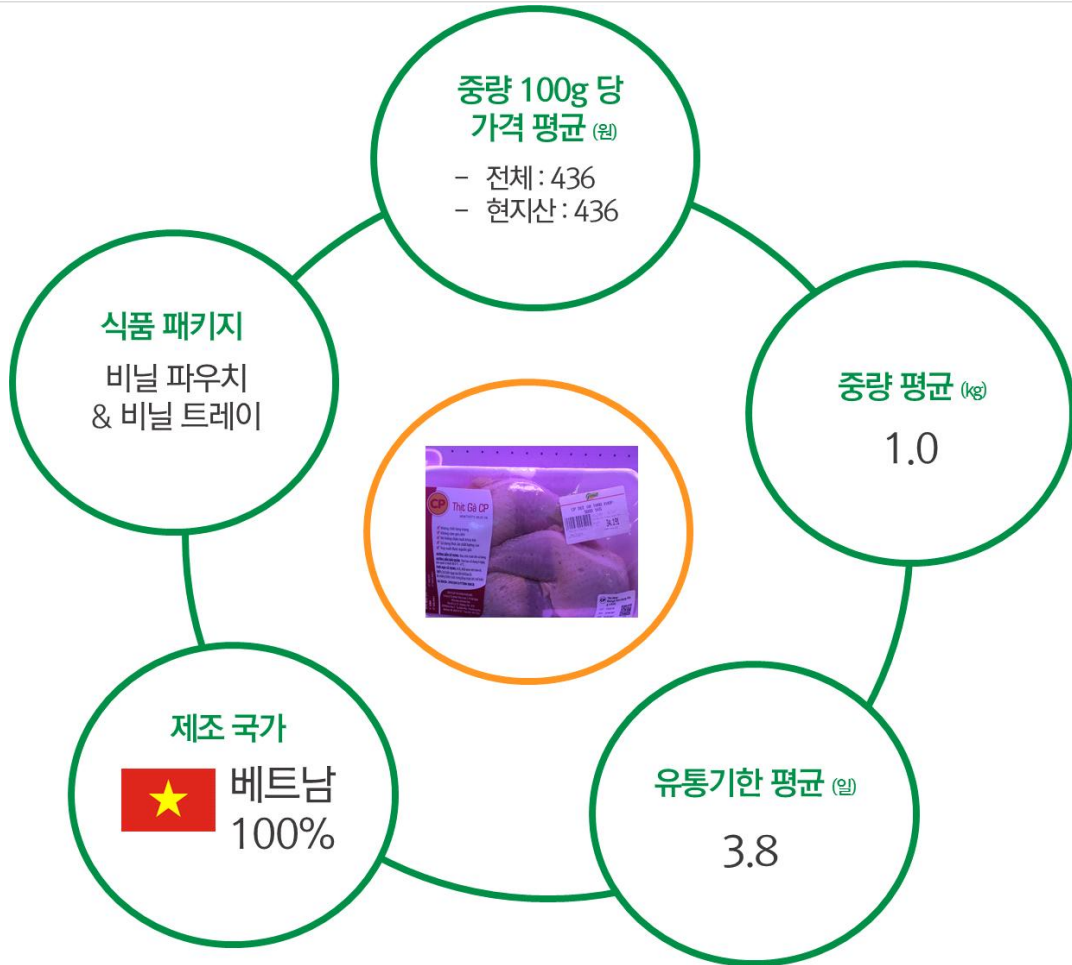 중량 100g 당
가격 평균 (원)
- 전체 : 436
- 현지산 : 436
식품 패키지
비닐 파우치
& 비닐 트레이
중량 평균 (kg)
1.0
CP
Thịt Gà CP
제조 국가
베트남
100%
유통기한 평균 (일)
3.8